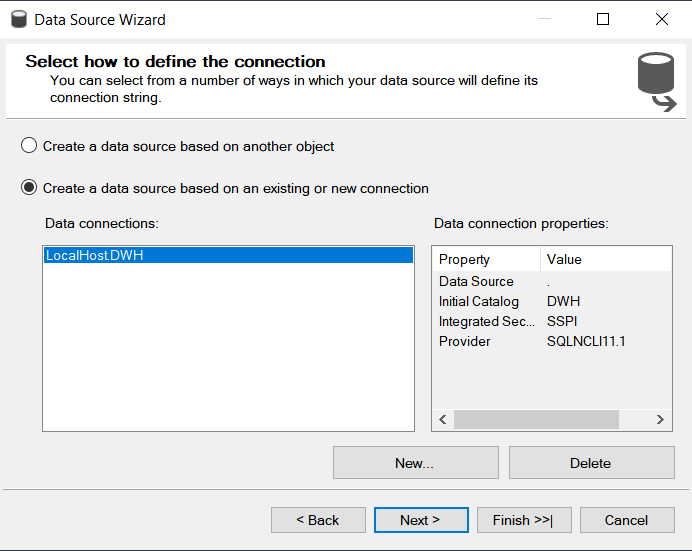 Data Source Wizard
Select how to define the connection
You can select from a number of ways in which your data source will define its
connection string.
Create a data source based on another object
Create a data source based on an existing or new connection
Data connections:
Data connection properties:
LocalHost.DWH
Property Value
Data Source .
Initial Catalog DWH
Integrated Sec... SSPI
Provider SQLNCLI11.1
New... Delete
< Back Next > Finish >>| Cancel